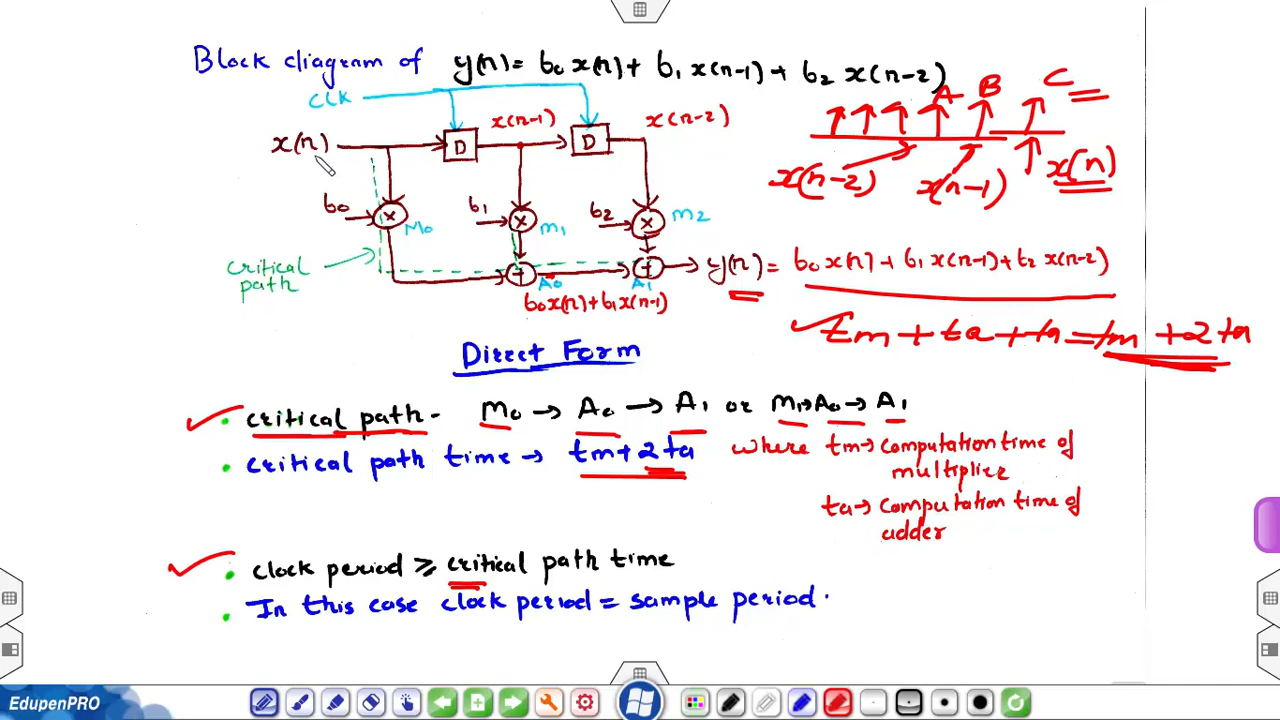 Block diagram of y(n) = b0 x(n) + b1 x(n-1) + b2 x(n-2)
CLK
A B C
x(n) D x(n-1) D x(n-2)
x(n-2) x(n-1) x(n)
b0 × M0 b1 × m1 b2 × m2
critical path
+ A0 + A1 y(n) = b0 x(n) + b1 x(n-1) + b2 x(n-2)
b0x(n)+b1x(n-1)
tm + ta + ta = tm + 2ta
Direct Form
• critical path - m0 → A0 → A1 or m1→A0→ A1
• critical path time → tm + 2ta where tm→ computation time of
multiplier
ta→ computation time of
adder
• clock period ≥ critical path time
• In this case clock period = sample period.
EdupenPRO